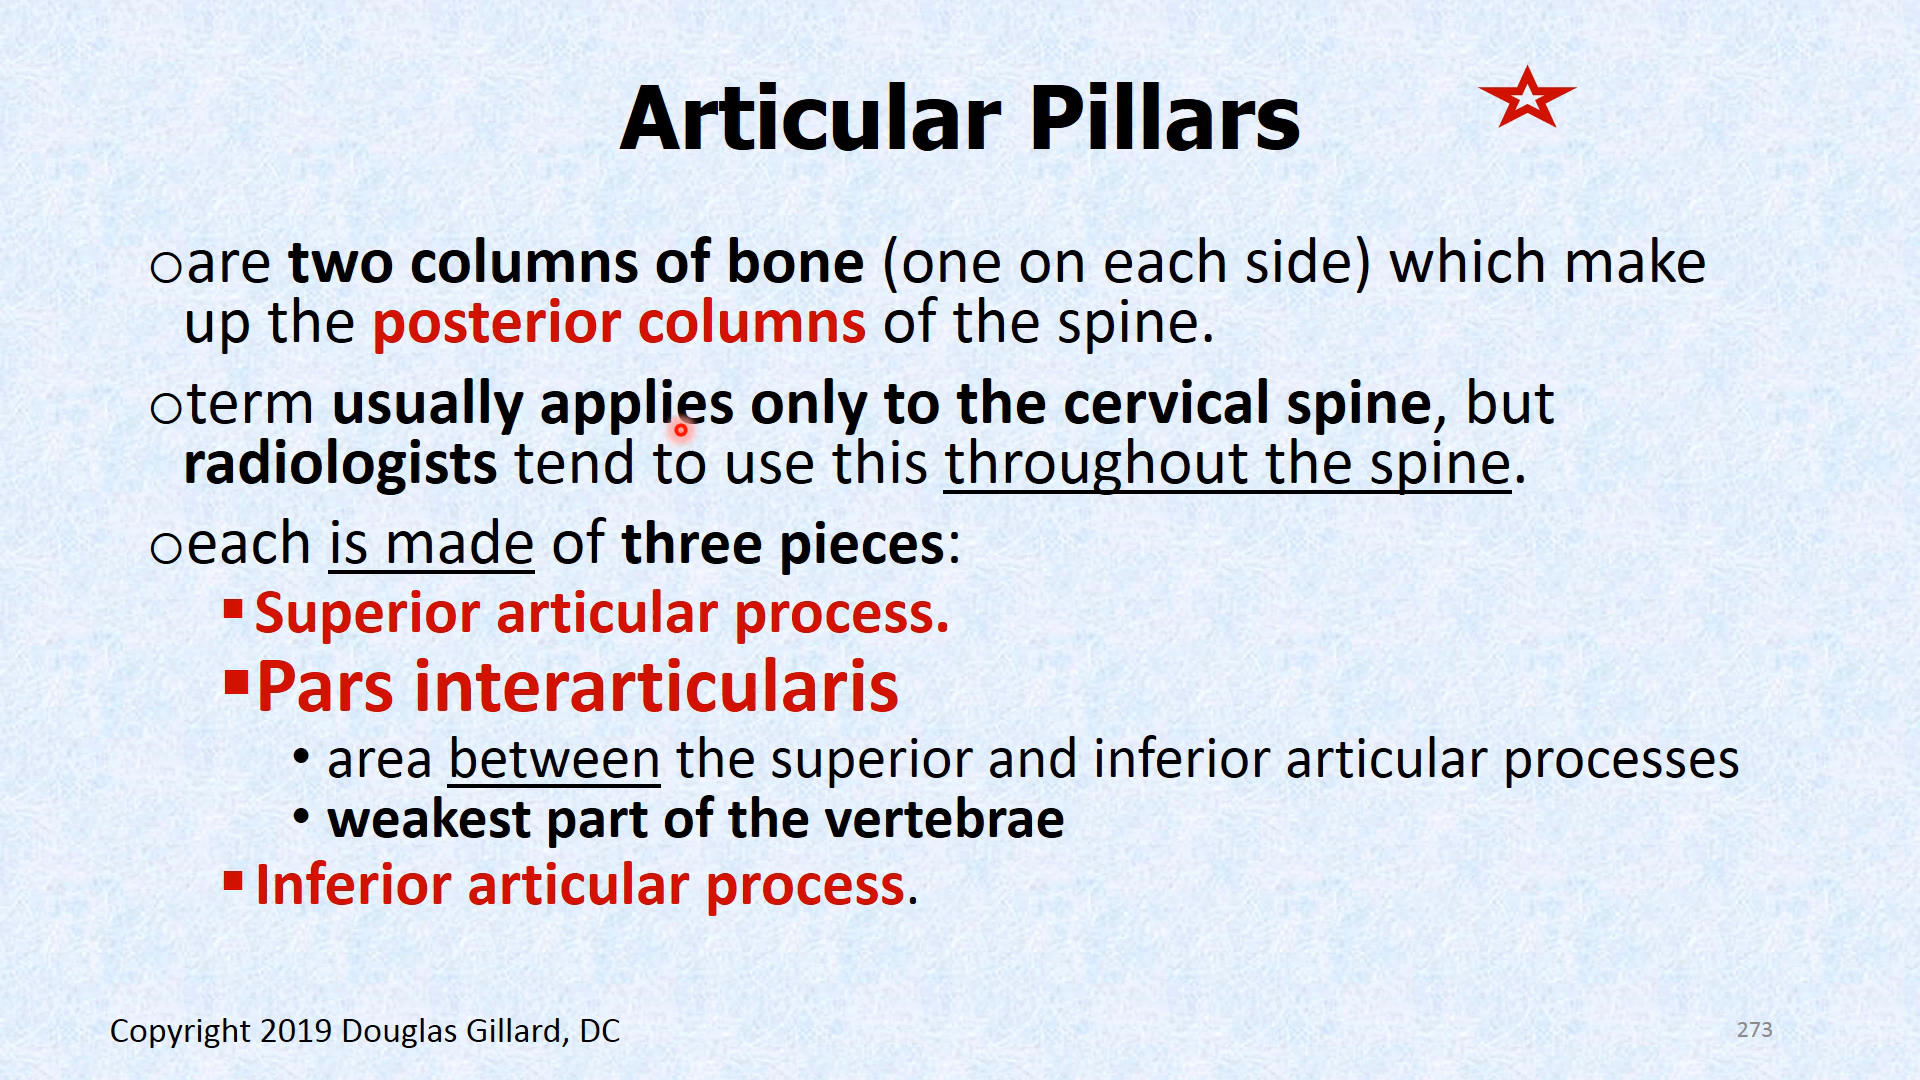 Articular Pillars
○are two columns of bone (one on each side) which make
up the posterior columns of the spine.
○term usually applies only to the cervical spine, but
radiologists tend to use this throughout the spine.
○each is made of three pieces:
▪Superior articular process.
▪Pars interarticularis
• area between the superior and inferior articular processes
• weakest part of the vertebrae
▪Inferior articular process.
Copyright 2019 Douglas Gillard, DC
273